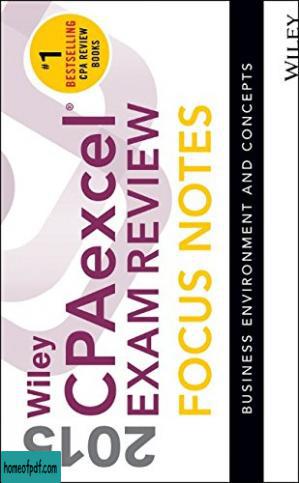 2015
Wiley
CPAexcel®
EXAM REVIEW
FOCUS NOTES
#1
BESTSELLING
CPA REVIEW
BOOKS
BUSINESS ENVIRONMENT AND CONCEPTS
WILEY
homeofpdf.com